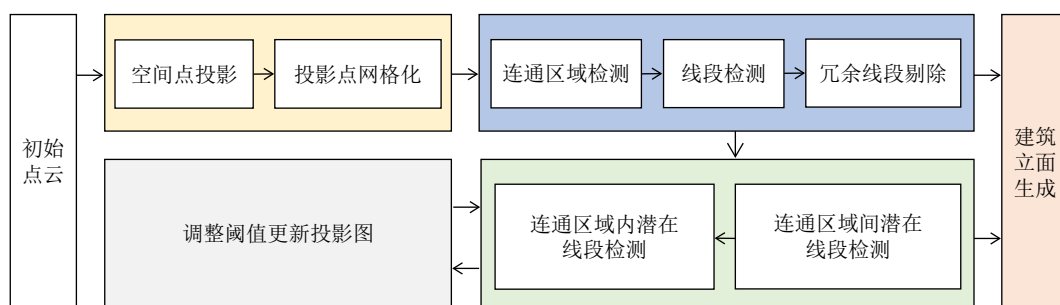 初始
点云
空间点投影
投影点网格化
连通区域检测
线段检测
冗余线段剔除
调整阈值更新投影图
连通区域内潜在
线段检测
连通区域间潜在
线段检测
建筑
立面
生成